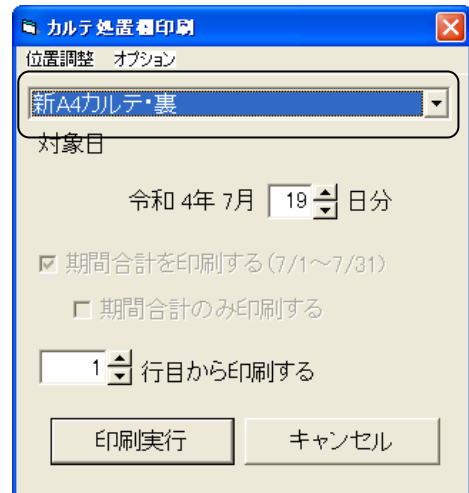 カルテ処置欄印刷
位置調整 オプション
新A4カルテ・裏
対象日
令和 4年 7月 19 日分
期間合計を印刷する(7/1～7/31)
期間合計のみ印刷する
1 行目から印刷する
印刷実行 キャンセル